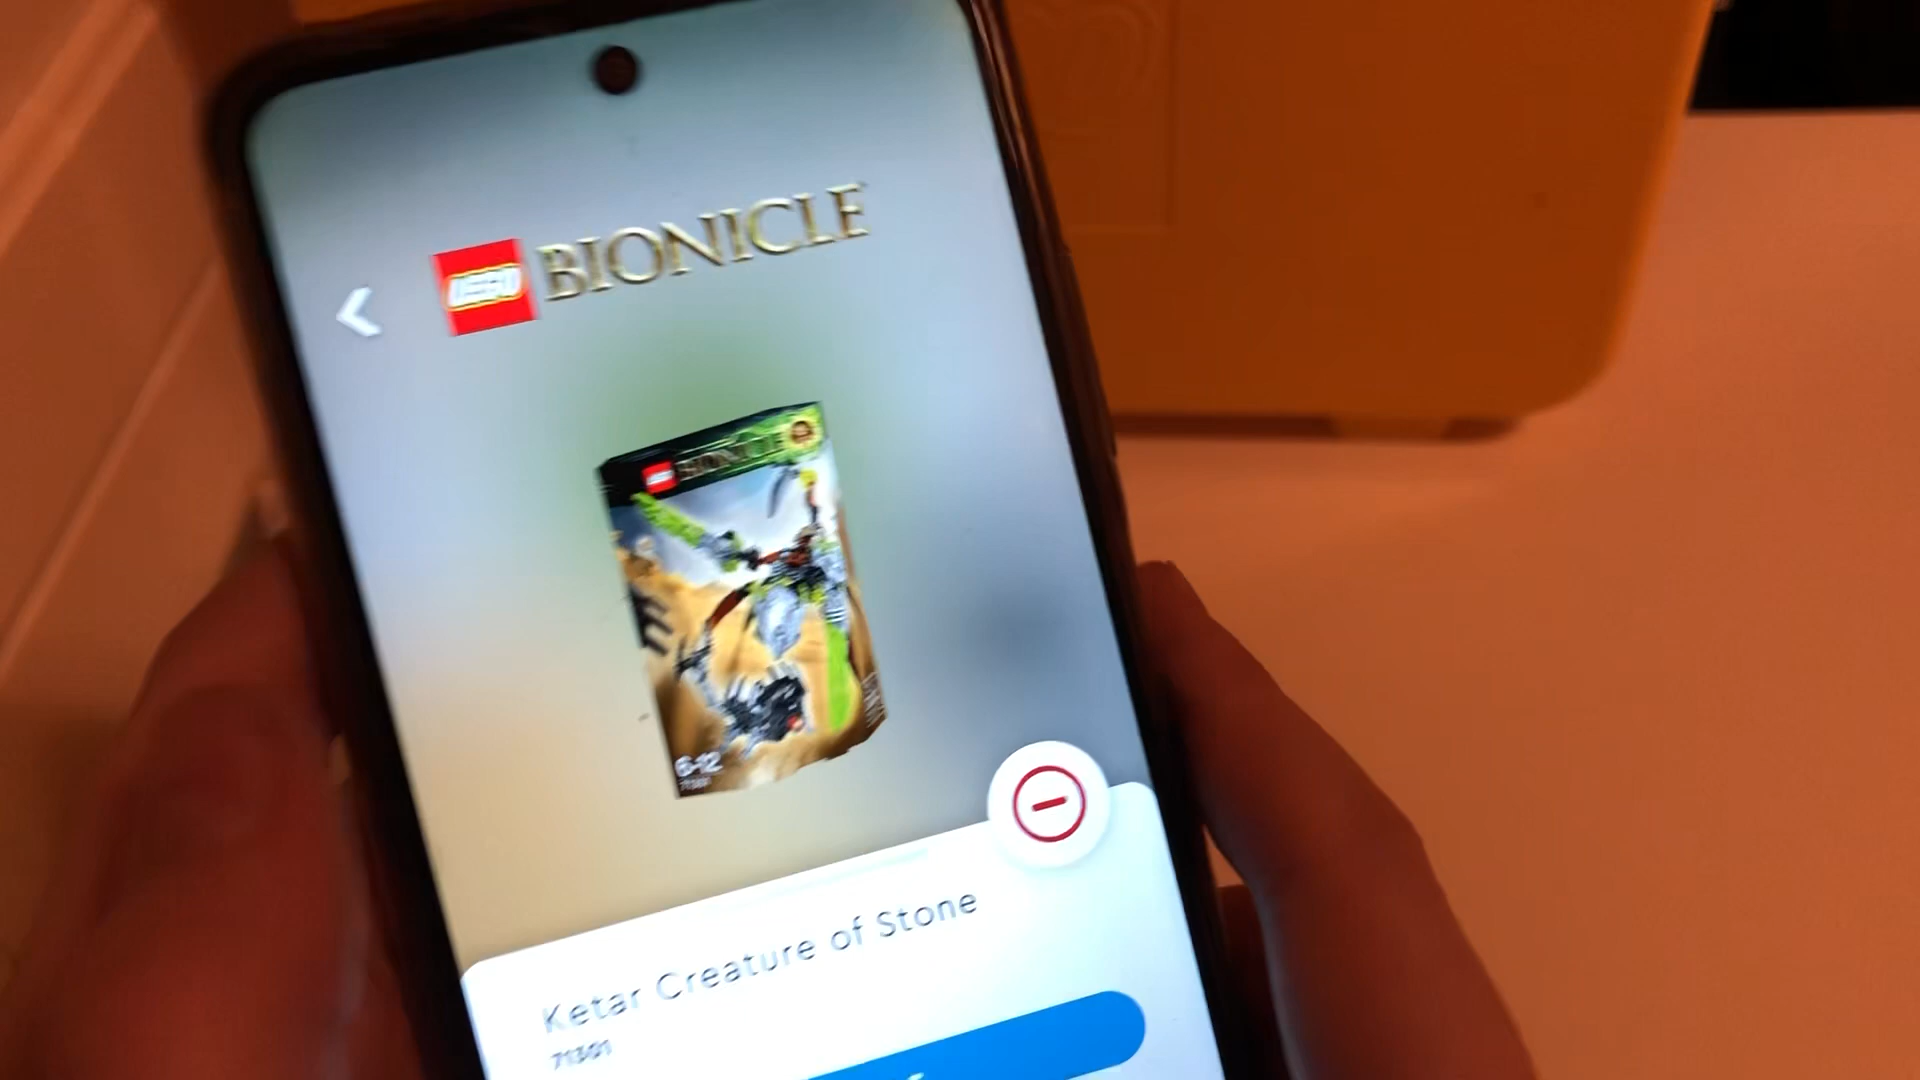 LEGO BIONICLE
LEGO BIONICLE
6-12
Ketar Creature of Stone
71301